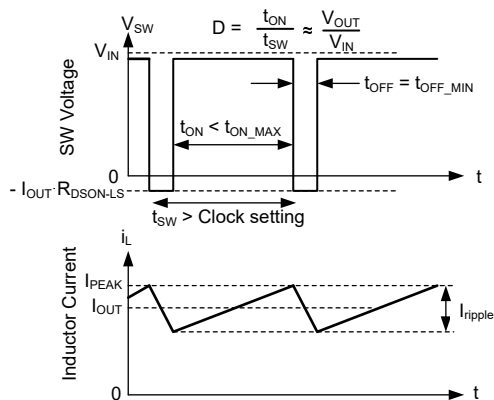 V_SW
D = t_ON / t_SW ≈ V_OUT / V_IN
V_IN
SW Voltage
t_OFF = t_OFF_MIN
t_ON < t_ON_MAX
0
t
- I_OUT·R_DSON-LS
t_SW > Clock setting
i_L
Inductor Current
I_PEAK
I_OUT
I_ripple
0
t